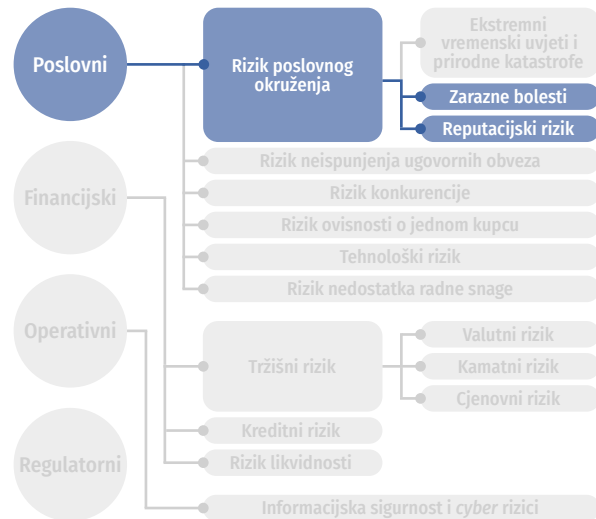 Poslovni
Rizik poslovnog
okruženja
Ekstremni
vremenski uvjeti i
prirodne katastrofe
Zarazne bolesti
Reputacijski rizik
Rizik neispunjenja ugovornih obveza
Rizik konkurencije
Rizik ovisnosti o jednom kupcu
Tehnološki rizik
Rizik nedostatka radne snage
Financijski
Tržišni rizik
Valutni rizik
Kamatni rizik
Cjenovni rizik
Kreditni rizik
Rizik likvidnosti
Operativni
Informacijska sigurnost i cyber rizici
Regulatorni